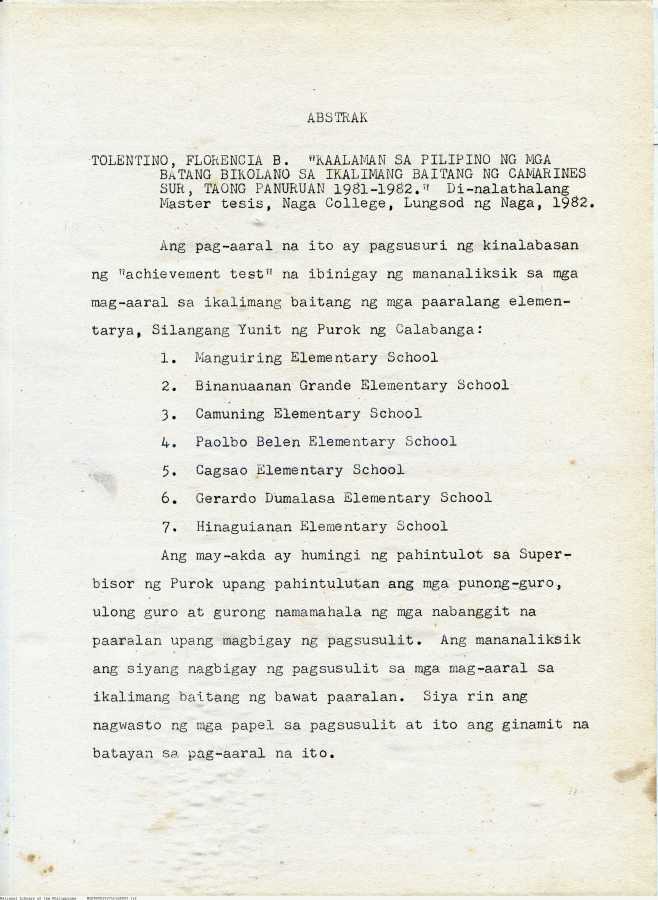 ABSTRAK
TOLENTINO, FLORENCIA B. "KAALAMAN SA PILIPINO NG MGA
BATANG BIKOLANO SA IKALIMANG BAITANG NG CAMARINES
SUR, TAONG PANURUAN 1981-1982." Di-nalathalang
Master tesis, Naga College, Lungsod ng Naga, 1982.
Ang pag-aaral na ito ay pagsusuri ng kinalabasan
ng "achievement test" na ibinigay ng mananaliksik sa mga
mag-aaral sa ikalimang baitang ng mga paaralang elemen-
tarya, Silangang Yunit ng Purok ng Calabanga:
1. Manguiring Elementary School
2. Binanuaanan Grande Elementary School
3. Camuning Elementary School
4. Paolbo Belen Elementary School
5. Cagsao Elementary School
6. Gerardo Dumalasa Elementary School
7. Hinaguianan Elementary School
Ang may-akda ay humingi ng pahintulot sa Super-
bisor ng Purok upang pahintulutan ang mga punong-guro,
ulong guro at gurong namamahala ng mga nabanggit na
paaralan upang magbigay ng pagsusulit. Ang mananaliksik
ang siyang nagbigay ng pagsusulit sa mga mag-aaral sa
ikalimang baitang ng bawat paaralan. Siya rin ang
nagwasto ng mga papel sa pagsusulit at ito ang ginamit na
batayan sa pag-aaral na ito.
National Library of the Philippines